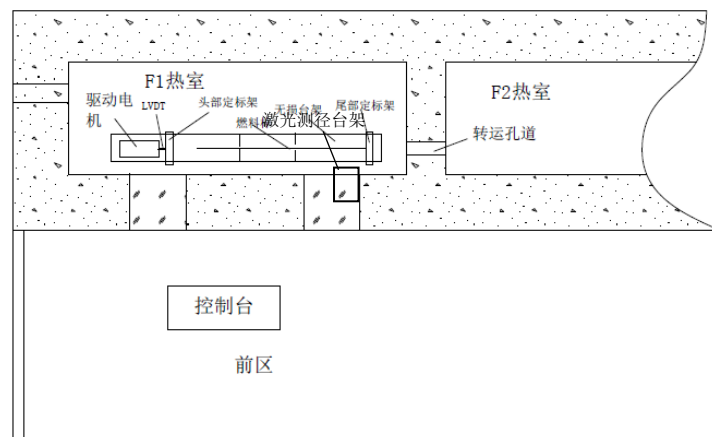 F1热室
F2热室
驱动电
机
LVDT
头部定标架
无损台架
尾部定标架
燃料
激光测径台架
转运孔道
控制台
前区